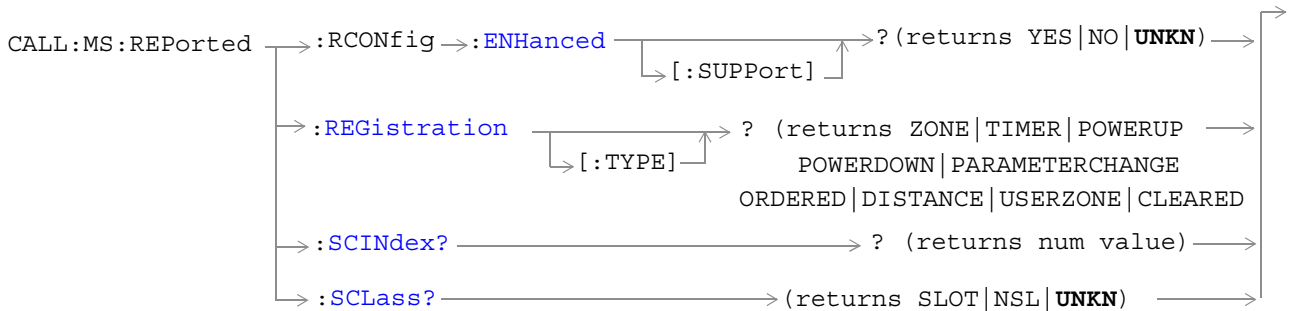 CALL:MS:REPorted :RCONfig :ENHanced ?(returns YES|NO|UNKN)
[:SUPPort]
:REGistration ? (returns ZONE|TIMER|POWERUP
[:TYPE] POWERDOWN|PARAMETERCHANGE
ORDERED|DISTANCE|USERZONE|CLEARED
:SCINdex? ? (returns num value)
:SCLass? (returns SLOT|NSL|UNKN)